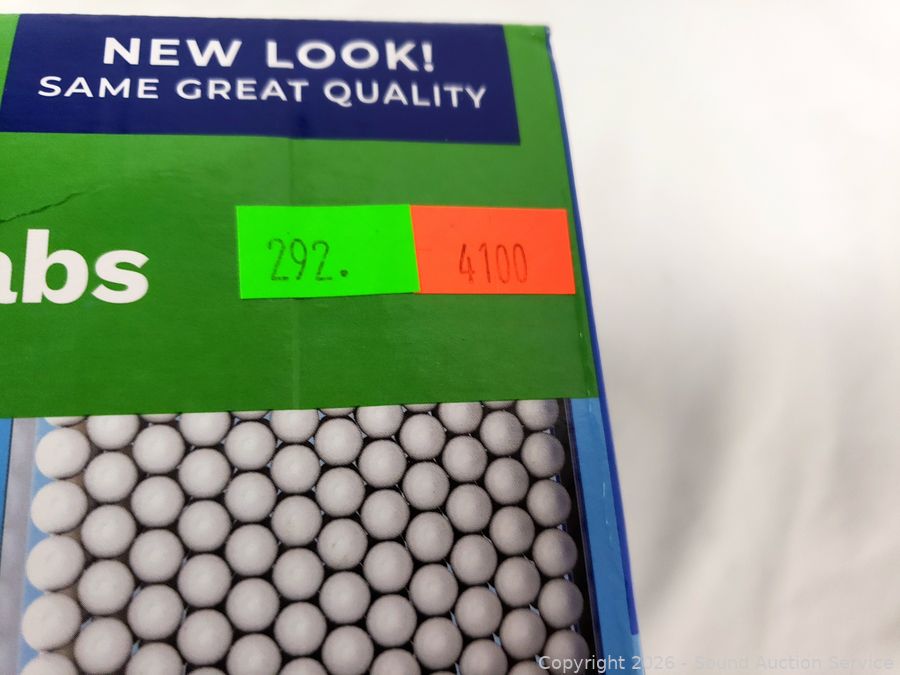 NEW LOOK!
SAME GREAT QUALITY
abs
292.
4100
Copyright 2026 - Sound Auction Service